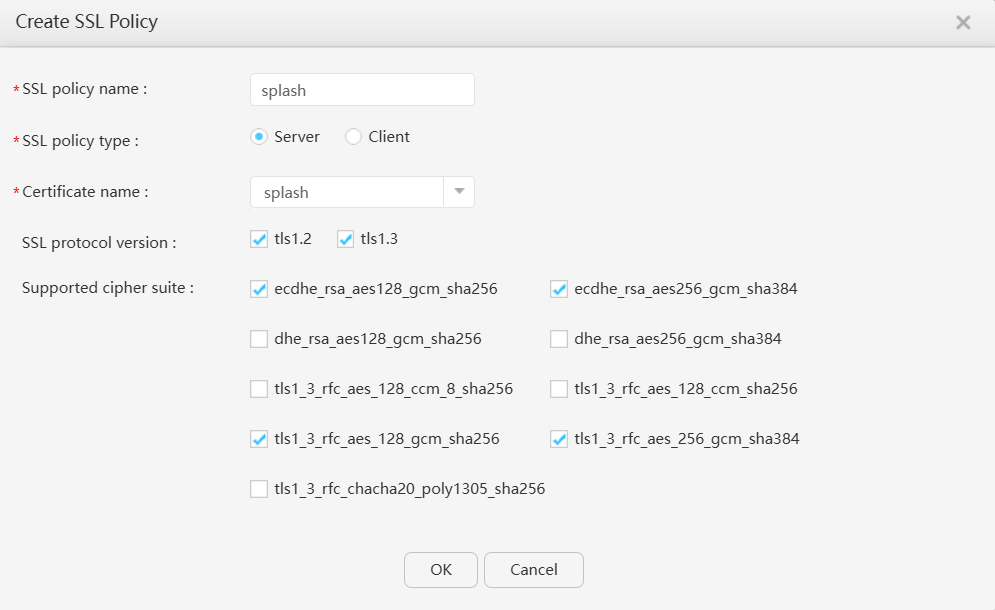 Create SSL Policy
*SSL policy name : splash
*SSL policy type : Server Client
*Certificate name : splash
SSL protocol version : tls1.2 tls1.3
Supported cipher suite : ecdhe_rsa_aes128_gcm_sha256 ecdhe_rsa_aes256_gcm_sha384
dhe_rsa_aes128_gcm_sha256 dhe_rsa_aes256_gcm_sha384
tls1_3_rfc_aes_128_ccm_8_sha256 tls1_3_rfc_aes_128_ccm_sha256
tls1_3_rfc_aes_128_gcm_sha256 tls1_3_rfc_aes_256_gcm_sha384
tls1_3_rfc_chacha20_poly1305_sha256
OK Cancel